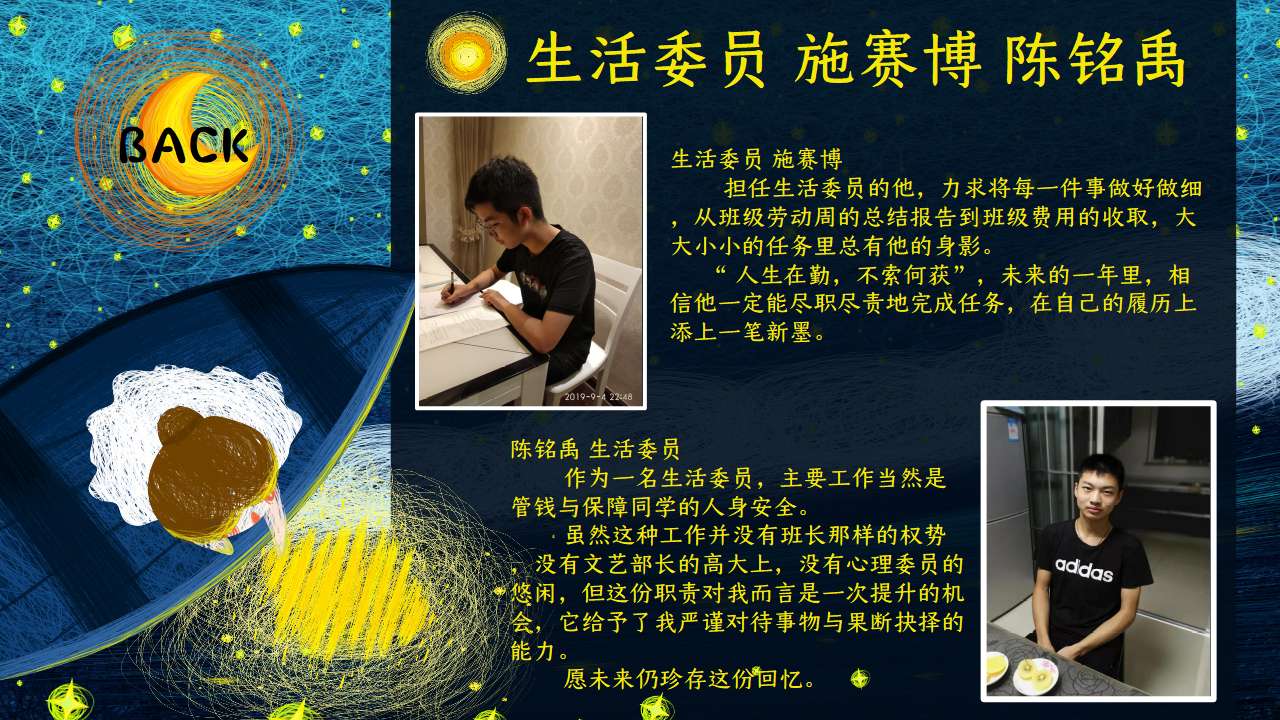 生活委员 施赛博 陈铭禹
BACK
生活委员 施赛博
担任生活委员的他，力求将每一件事做好做细
，从班级劳动周的总结报告到班级费用的收取，大
大小小的任务里总有他的身影。
“ 人生在勤，不索何获”，未来的一年里，相
信他一定能尽职尽责地完成任务，在自己的履历上
添上一笔新墨。
2019-9-4 22:48
陈铭禹 生活委员
作为一名生活委员，主要工作当然是
管钱与保障同学的人身安全。
虽然这种工作并没有班长那样的权势
，没有文艺部长的高大上，没有心理委员的
悠闲，但这份职责对我而言是一次提升的机
会，它给予了我严谨对待事物与果断抉择的
能力。
愿未来仍珍存这份回忆。
adidas